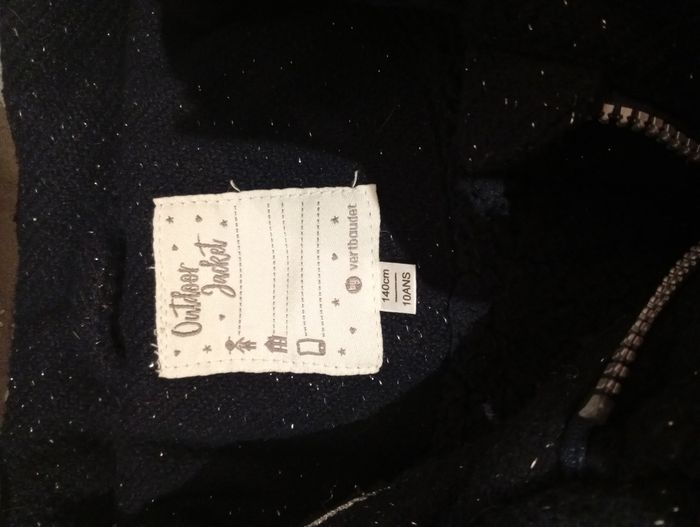 Outdoor
Jacket
vertbaudet
140cm
10ANS